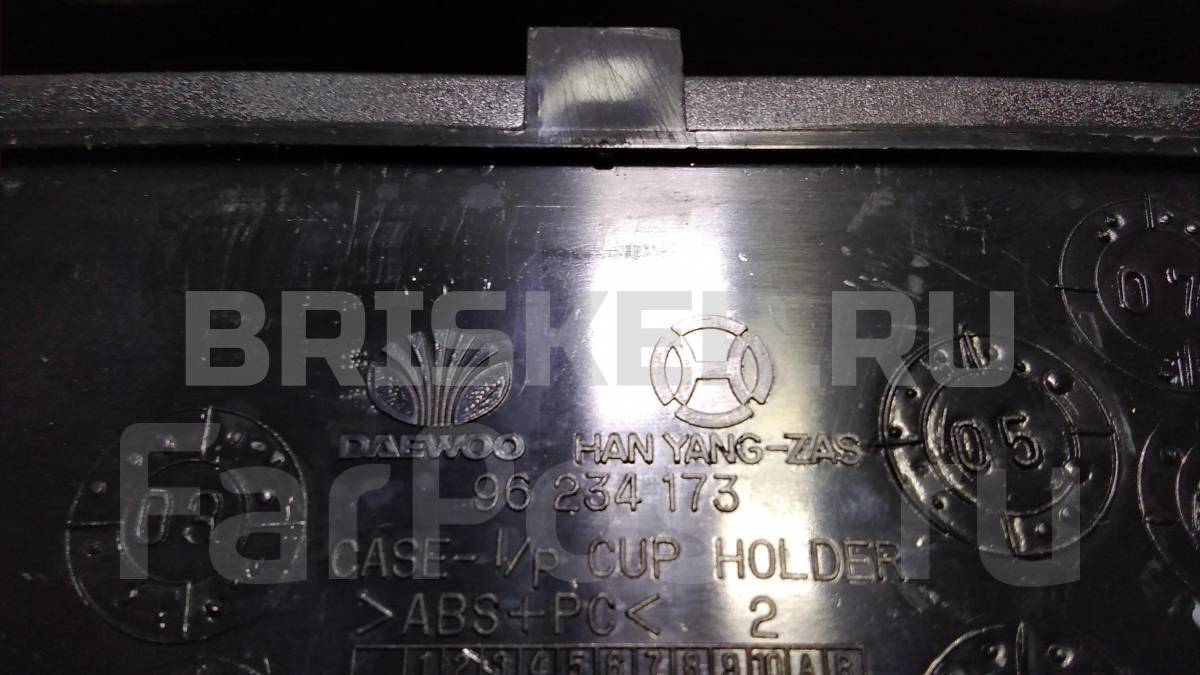 07
BRISKEL.RU
05
DAEWOO HAN YANG-ZAS
96 234 173
03
FarPost.ru
CASE-I/P CUP HOLDER
>ABS+PC< 2
1 2 3 4 5 6 7 8 9 10 A B